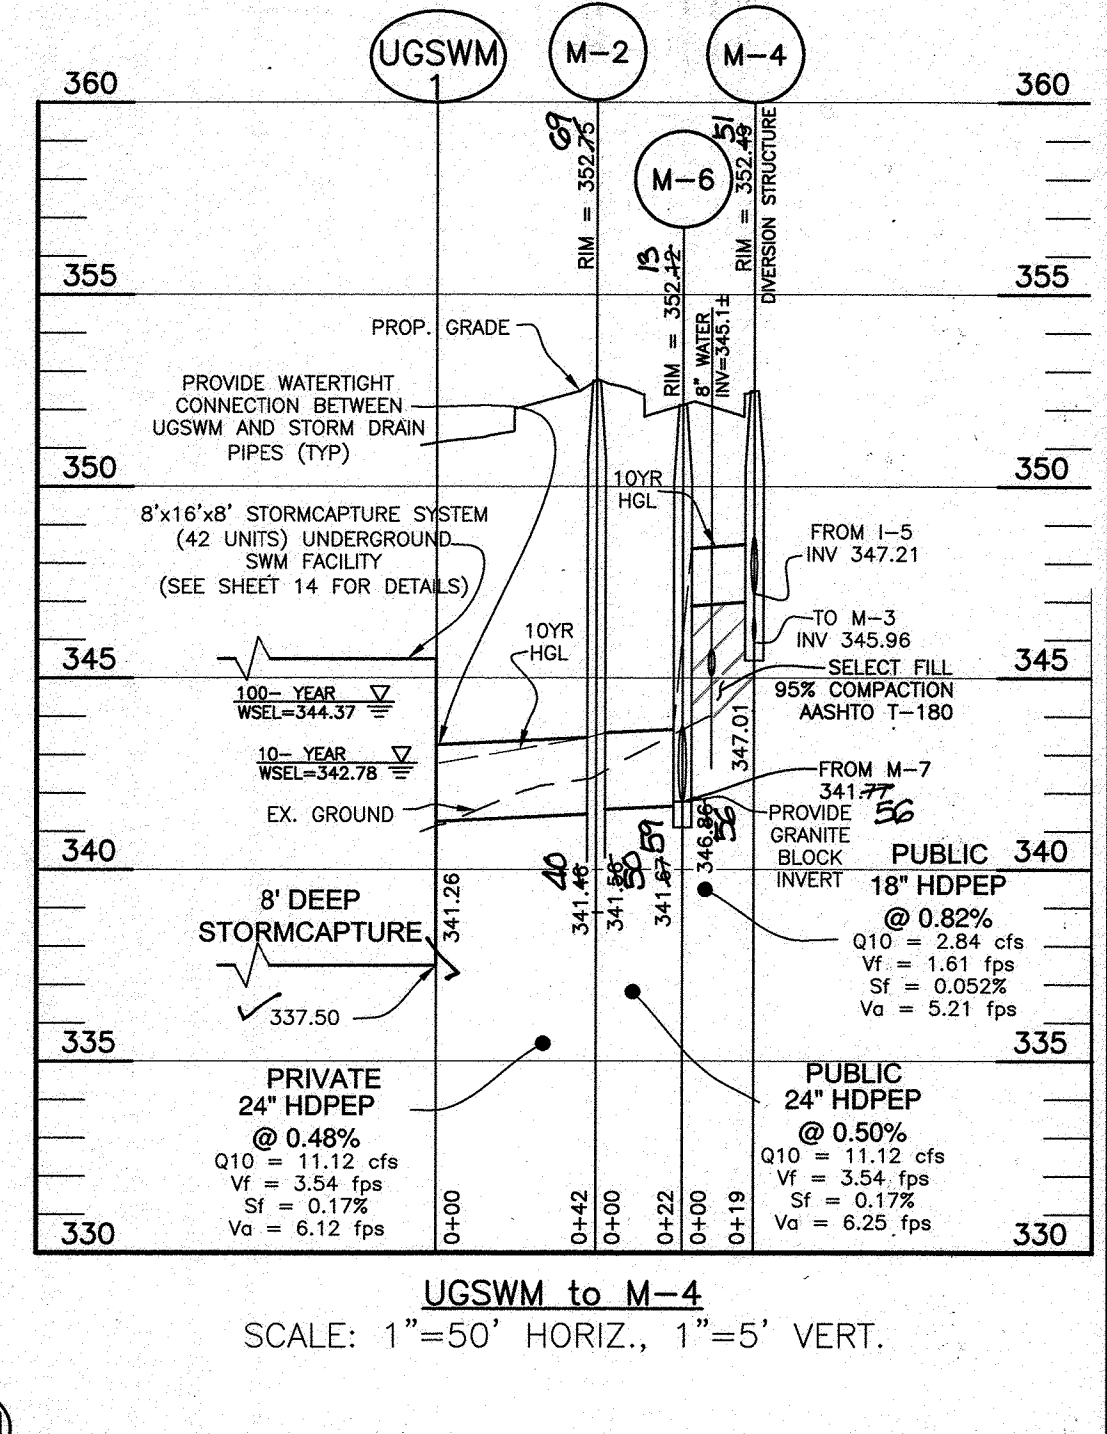 UGSWM
1
M-2
M-4
M-6
360
360
69
RIM = 352.75
51
RIM = 352.49
DIVERSION STRUCTURE
13
RIM = 352.12
8" WATER
INV=345.1±
355
355
PROP. GRADE
PROVIDE WATERTIGHT
CONNECTION BETWEEN
UGSWM AND STORM DRAIN
PIPES (TYP)
350
350
10YR
HGL
8'x16'x8' STORMCAPTURE SYSTEM
(42 UNITS) UNDERGROUND
SWM FACILITY
(SEE SHEET 14 FOR DETAILS)
FROM I-5
INV 347.21
TO M-3
INV 345.96
10YR
HGL
345
345
SELECT FILL
95% COMPACTION
AASHTO T-180
100- YEAR
WSEL=344.37
10- YEAR
WSEL=342.78
347.01
FROM M-7
341.77
56
EX. GROUND
PROVIDE
GRANITE
BLOCK
INVERT
340
340
341.26
40
341.46
341.56
50
59
341.67
346.86
56
PUBLIC
18" HDPEP
@ 0.82%
Q10 = 2.84 cfs
Vf = 1.61 fps
Sf = 0.052%
Va = 5.21 fps
8' DEEP
STORMCAPTURE
337.50
335
335
PRIVATE
24" HDPEP
@ 0.48%
Q10 = 11.12 cfs
Vf = 3.54 fps
Sf = 0.17%
Va = 6.12 fps
PUBLIC
24" HDPEP
@ 0.50%
Q10 = 11.12 cfs
Vf = 3.54 fps
Sf = 0.17%
Va = 6.25 fps
0+00
0+42
0+00
0+22
0+00
0+19
330
330
UGSWM to M-4
SCALE: 1"=50' HORIZ., 1"=5' VERT.